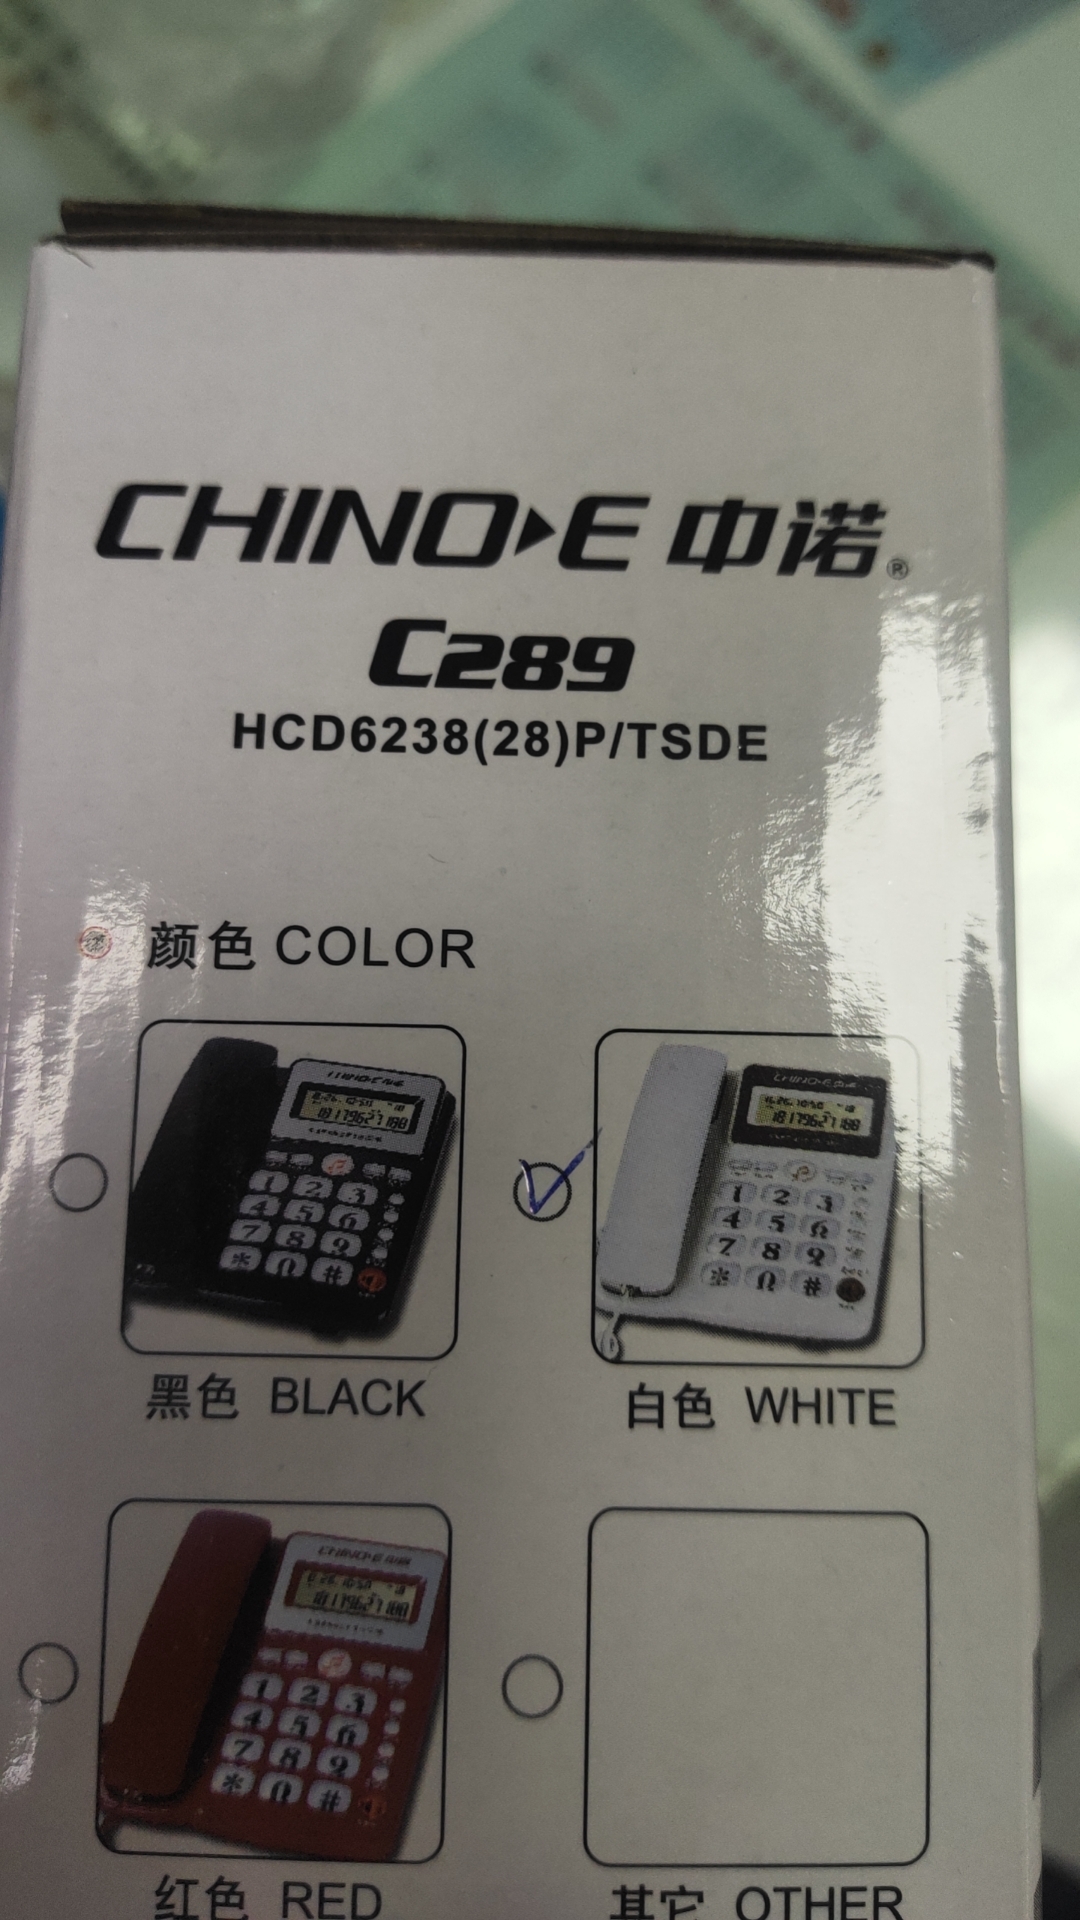 CHINO-E 中诺®
C289
HCD6238(28)P/TSDE
颜色 COLOR
黑色 BLACK
白色 WHITE
红色 RED
其它 OTHER